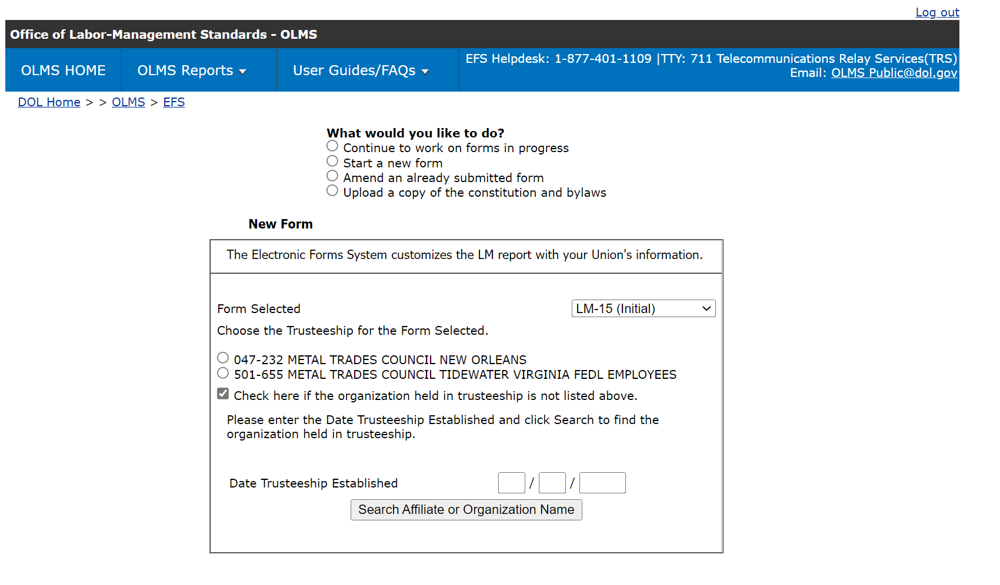 Log out
Office of Labor-Management Standards - OLMS
OLMS HOME
OLMS Reports
User Guides/FAQs
EFS Helpdesk: 1-877-401-1109 |TTY: 711 Telecommunications Relay Services(TRS)
Email: OLMS_Public@dol.gov
DOL Home > > OLMS > EFS
What would you like to do?
Continue to work on forms in progress
Start a new form
Amend an already submitted form
Upload a copy of the constitution and bylaws
New Form
The Electronic Forms System customizes the LM report with your Union's information.
Form Selected
LM-15 (Initial)
Choose the Trusteeship for the Form Selected.
047-232 METAL TRADES COUNCIL NEW ORLEANS
501-655 METAL TRADES COUNCIL TIDEWATER VIRGINIA FEDL EMPLOYEES
Check here if the organization held in trusteeship is not listed above.
Please enter the Date Trusteeship Established and click Search to find the
organization held in trusteeship.
Date Trusteeship Established / /
Search Affiliate or Organization Name